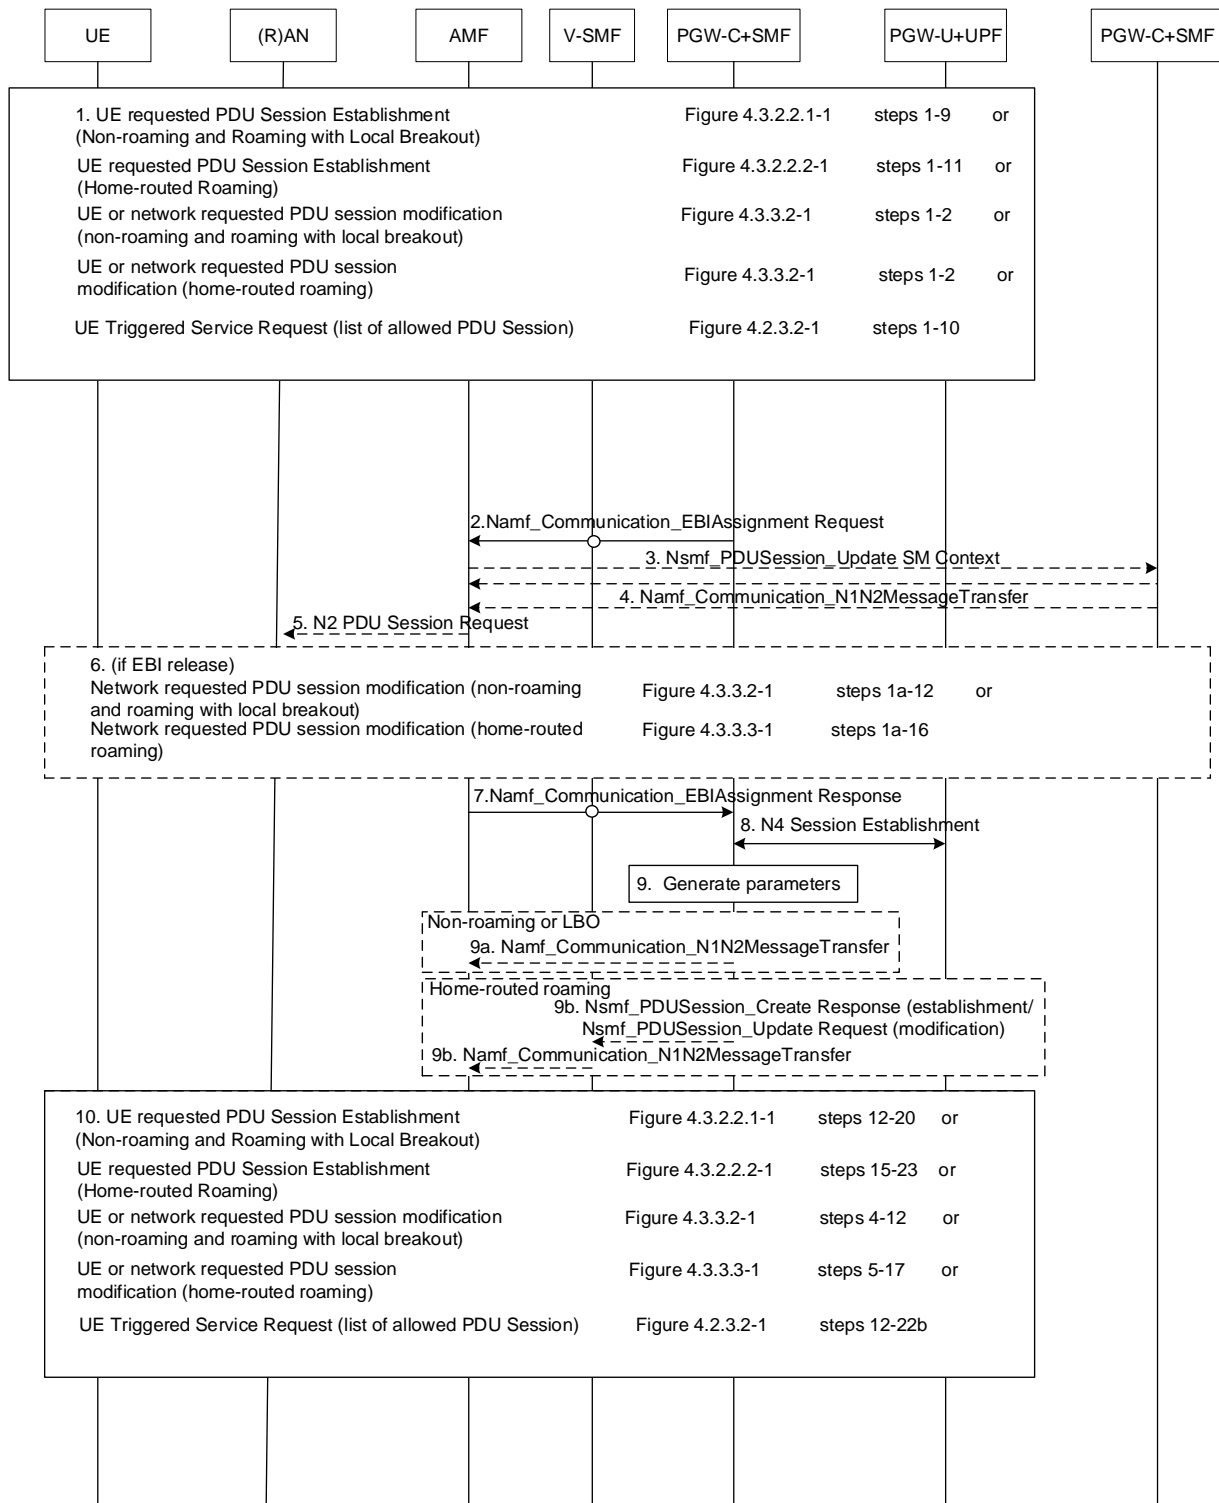 UE (R)AN AMF V-SMF PGW-C+SMF PGW-U+UPF PGW-C+SMF
1. UE requested PDU Session Establishment Figure 4.3.2.2.1-1 steps 1-9 or
(Non-roaming and Roaming with Local Breakout)
UE requested PDU Session Establishment Figure 4.3.2.2.2-1 steps 1-11 or
(Home-routed Roaming)
UE or network requested PDU session modification Figure 4.3.3.2-1 steps 1-2 or
(non-roaming and roaming with local breakout)
UE or network requested PDU session
modification (home-routed roaming) Figure 4.3.3.2-1 steps 1-2 or
UE Triggered Service Request (list of allowed PDU Session) Figure 4.2.3.2-1 steps 1-10
2.Namf_Communication_EBIAssignment Request
3. Nsmf_PDUSession_Update SM Context
4. Namf_Communication_N1N2MessageTransfer
5. N2 PDU Session Request
6. (if EBI release)
Network requested PDU session modification (non-roaming Figure 4.3.3.2-1 steps 1a-12 or
and roaming with local breakout)
Network requested PDU session modification (home-routed Figure 4.3.3.3-1 steps 1a-16
roaming)
7.Namf_Communication_EBIAssignment Response
8. N4 Session Establishment
9. Generate parameters
Non-roaming or LBO
9a. Namf_Communication_N1N2MessageTransfer
Home-routed roaming
9b. Nsmf_PDUSession_Create Response (establishment/
Nsmf_PDUSession_Update Request (modification)
9b. Namf_Communication_N1N2MessageTransfer
10. UE requested PDU Session Establishment Figure 4.3.2.2.1-1 steps 12-20 or
(Non-roaming and Roaming with Local Breakout)
UE requested PDU Session Establishment Figure 4.3.2.2.2-1 steps 15-23 or
(Home-routed Roaming)
UE or network requested PDU session modification Figure 4.3.3.2-1 steps 4-12 or
(non-roaming and roaming with local breakout)
UE or network requested PDU session Figure 4.3.3.3-1 steps 5-17 or
modification (home-routed roaming)
UE Triggered Service Request (list of allowed PDU Session) Figure 4.2.3.2-1 steps 12-22b